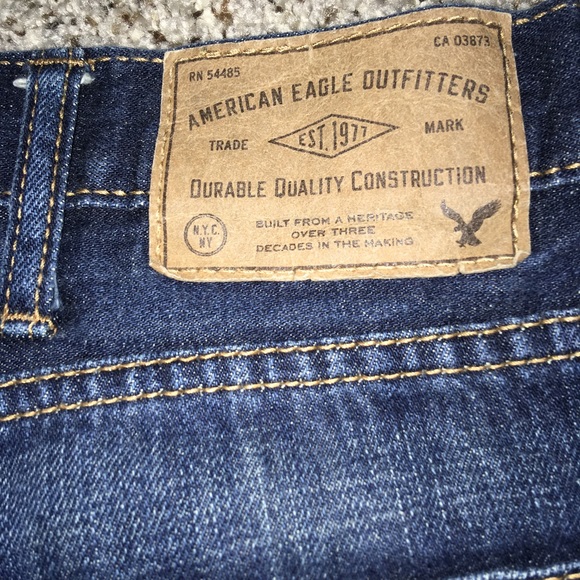 RN 54485
CA 03873
AMERICAN EAGLE OUTFITTERS
TRADE
EST. 1977
MARK
DURABLE QUALITY CONSTRUCTION
N.Y.C.
NY
BUILT FROM A HERITAGE
OVER THREE
DECADES IN THE MAKING